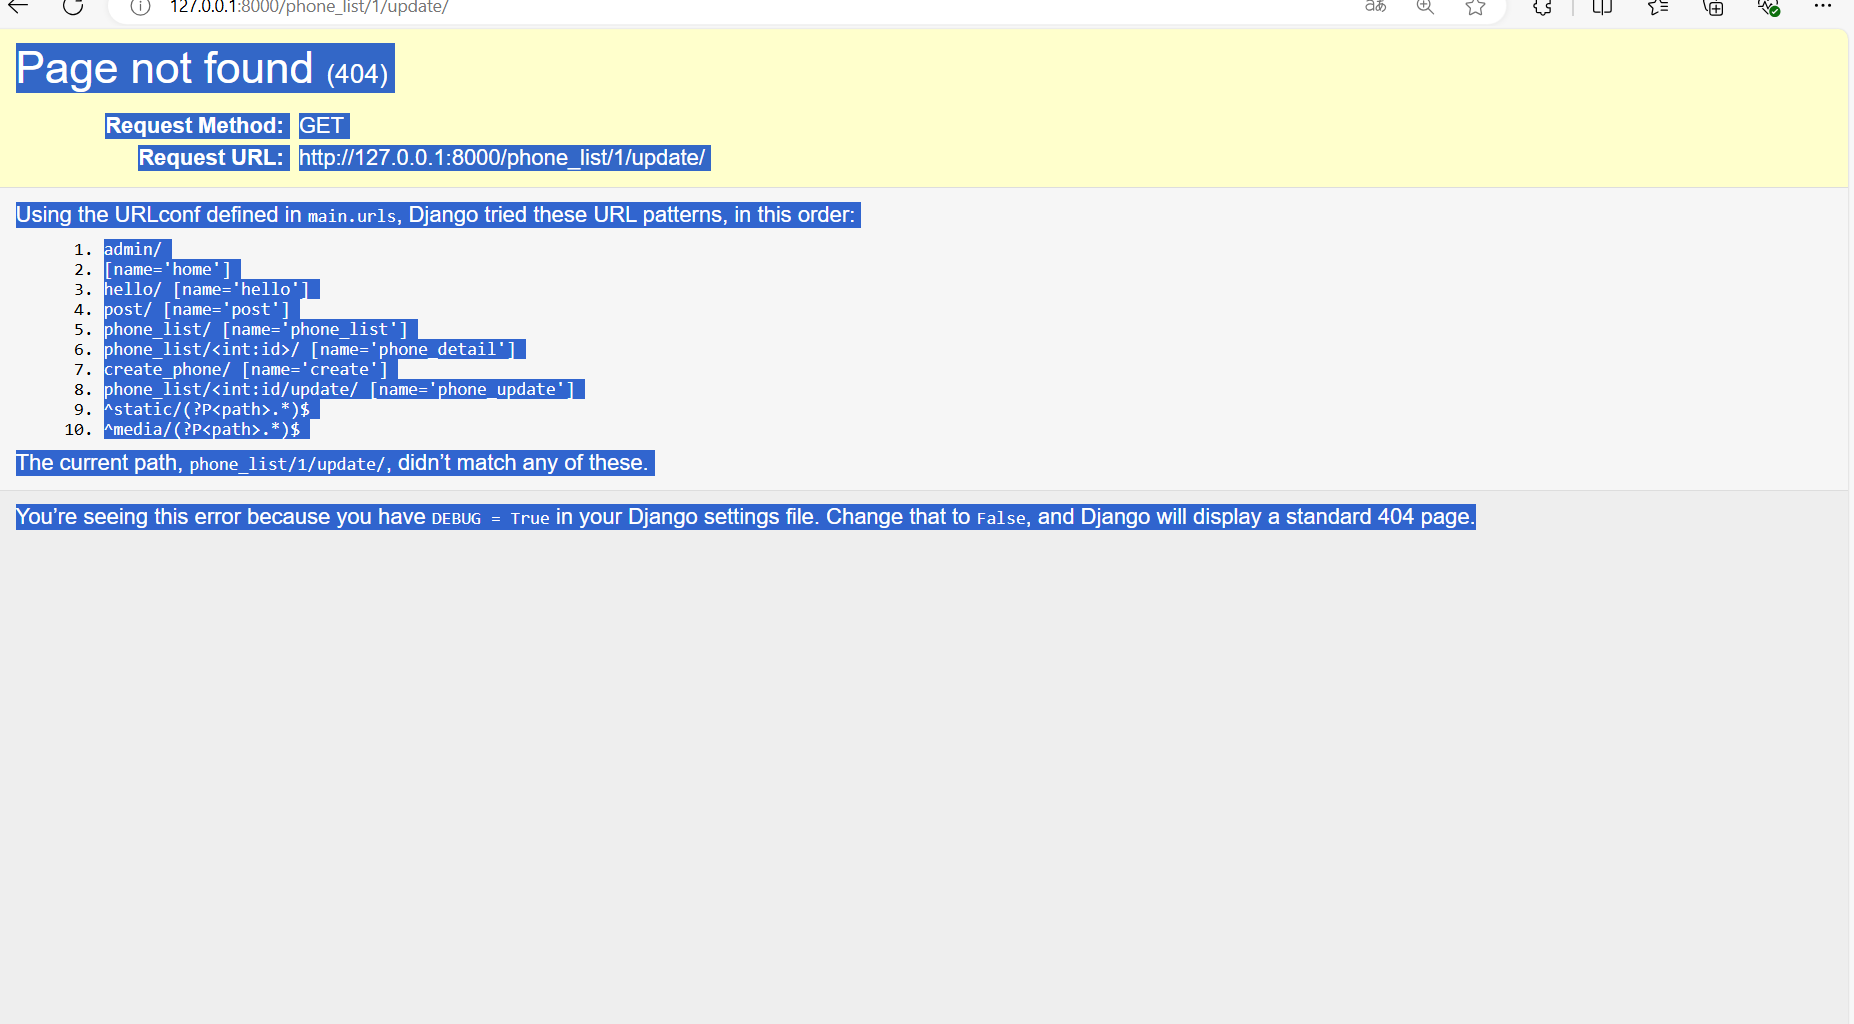 127.0.0.1:8000/phone_list/1/update/
Page not found (404)
Request Method: GET
Request URL: http://127.0.0.1:8000/phone_list/1/update/
Using the URLconf defined in main.urls, Django tried these URL patterns, in this order:
1. admin/
2. [name='home']
3. hello/ [name='hello']
4. post/ [name='post']
5. phone_list/ [name='phone_list']
6. phone_list/<int:id>/ [name='phone_detail']
7. create_phone/ [name='create']
8. phone_list/<int:id/update/ [name='phone_update']
9. ^static/(?P<path>.*)$
10. ^media/(?P<path>.*)$
The current path, phone_list/1/update/, didn’t match any of these.
You’re seeing this error because you have DEBUG = True in your Django settings file. Change that to False, and Django will display a standard 404 page.